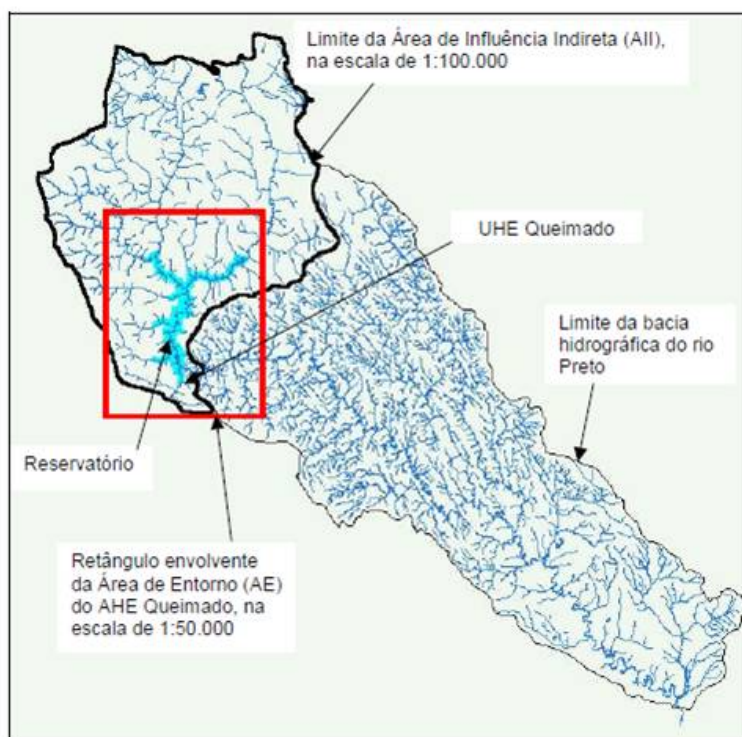 Limite da Área de Influência Indireta (AII),
na escala de 1:100.000
UHE Queimado
Limite da bacia
hidrográfica do rio
Preto
Reservatório
Retângulo envolvente
da Área de Entorno (AE)
do AHE Queimado, na
escala de 1:50.000